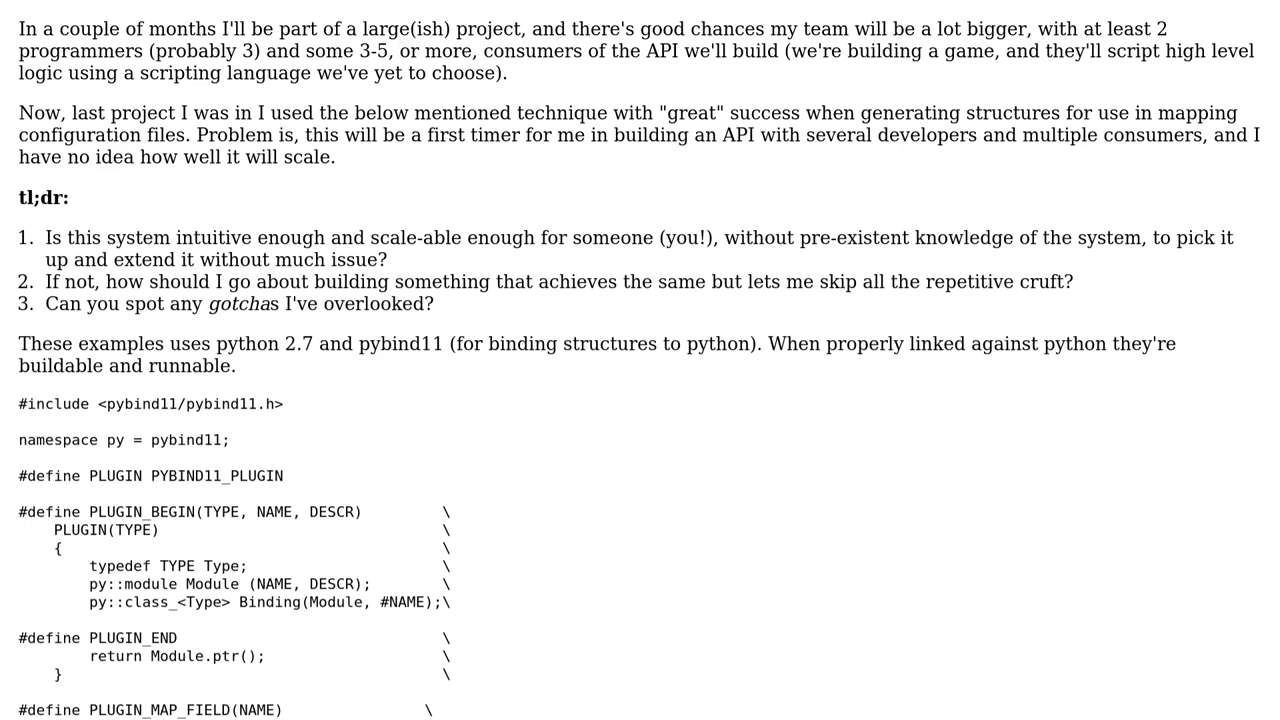 In a couple of months I'll be part of a large(ish) project, and there's good chances my team will be a lot bigger, with at least 2
programmers (probably 3) and some 3-5, or more, consumers of the API we'll build (we're building a game, and they'll script high level
logic using a scripting language we've yet to choose).
Now, last project I was in I used the below mentioned technique with "great" success when generating structures for use in mapping
configuration files. Problem is, this will be a first timer for me in building an API with several developers and multiple consumers, and I
have no idea how well it will scale.
tl;dr:
1. Is this system intuitive enough and scale-able enough for someone (you!), without pre-existent knowledge of the system, to pick it
up and extend it without much issue?
2. If not, how should I go about building something that achieves the same but lets me skip all the repetitive cruft?
3. Can you spot any gotchas I've overlooked?
These examples uses python 2.7 and pybind11 (for binding structures to python). When properly linked against python they're
buildable and runnable.
#include <pybind11/pybind11.h>
namespace py = pybind11;
#define PLUGIN PYBIND11_PLUGIN
#define PLUGIN_BEGIN(TYPE, NAME, DESCR)         \
    PLUGIN(TYPE)                                \
    {                                           \
        typedef TYPE Type;                      \
        py::module Module (NAME, DESCR);        \
        py::class_<Type> Binding(Module, #NAME);\
#define PLUGIN_END                              \
        return Module.ptr();                    \
    }                                           \
#define PLUGIN_MAP_FIELD(NAME)                \